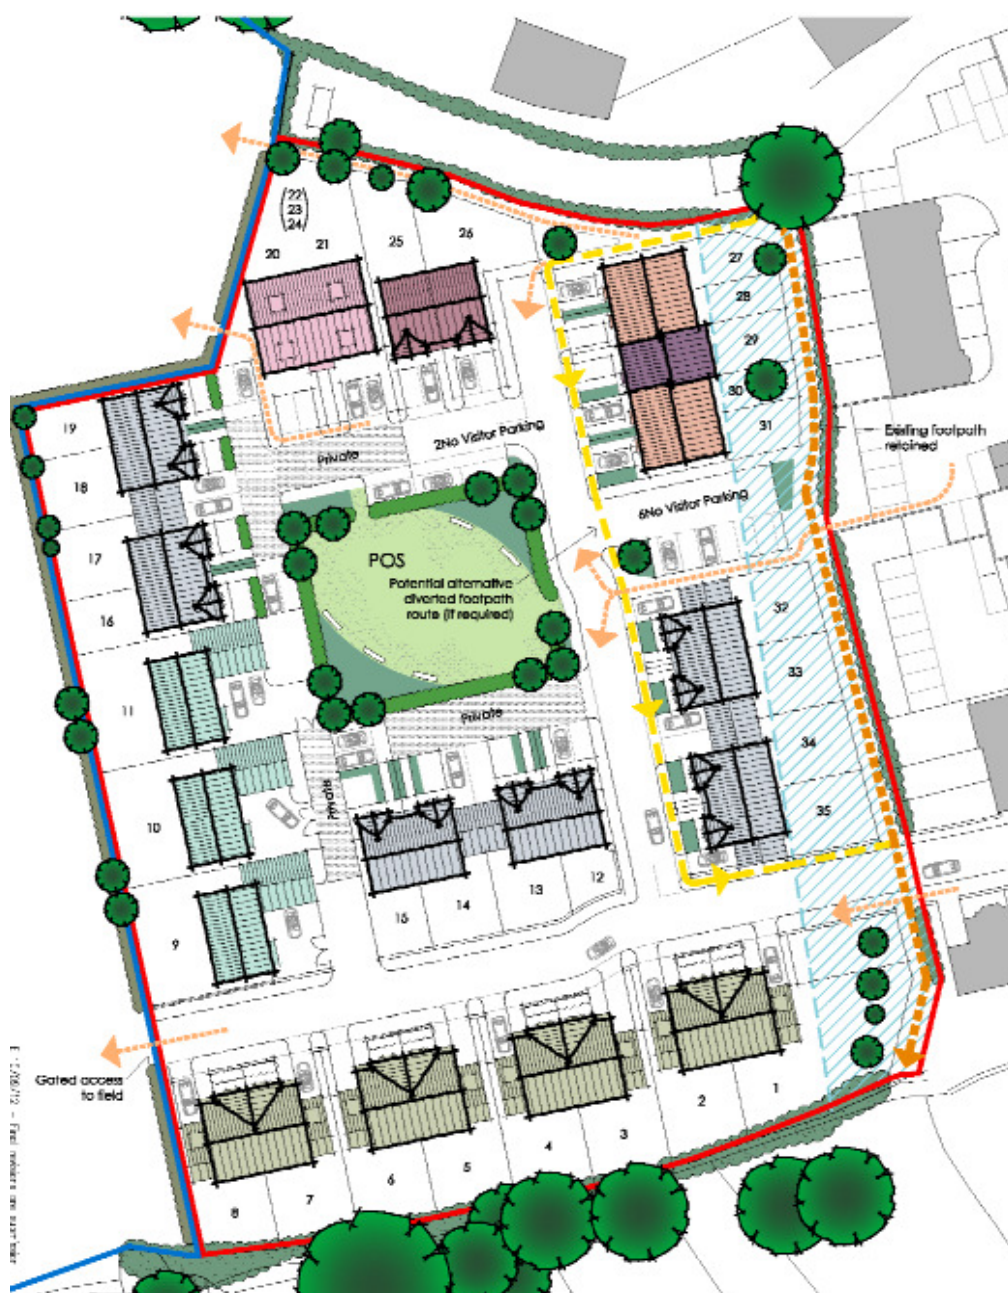 (22
23
24)
21
20
25
26
27
28
29
30
31
19
18
17
16
2No Visitor Parking
Private
Existing footpath
retained
6No Visitor Parking
POS
Potential alternative
diverted footpath
route (if required)
32
33
34
35
11
10
9
Private
Private
15
14
13
12
Gated access
to field
8
7
6
5
4
3
2
1